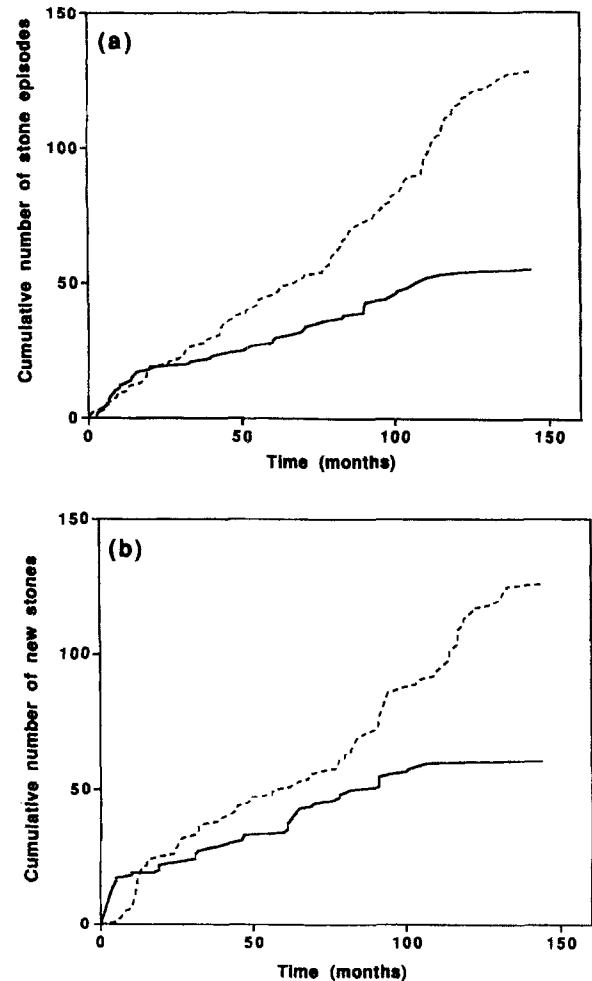 (a)
Cumulative number of stone episodes
150
100
50
0
0 50 100 150
Time (months)
(b)
Cumulative number of new stones
150
100
50
0
0 50 100 150
Time (months)